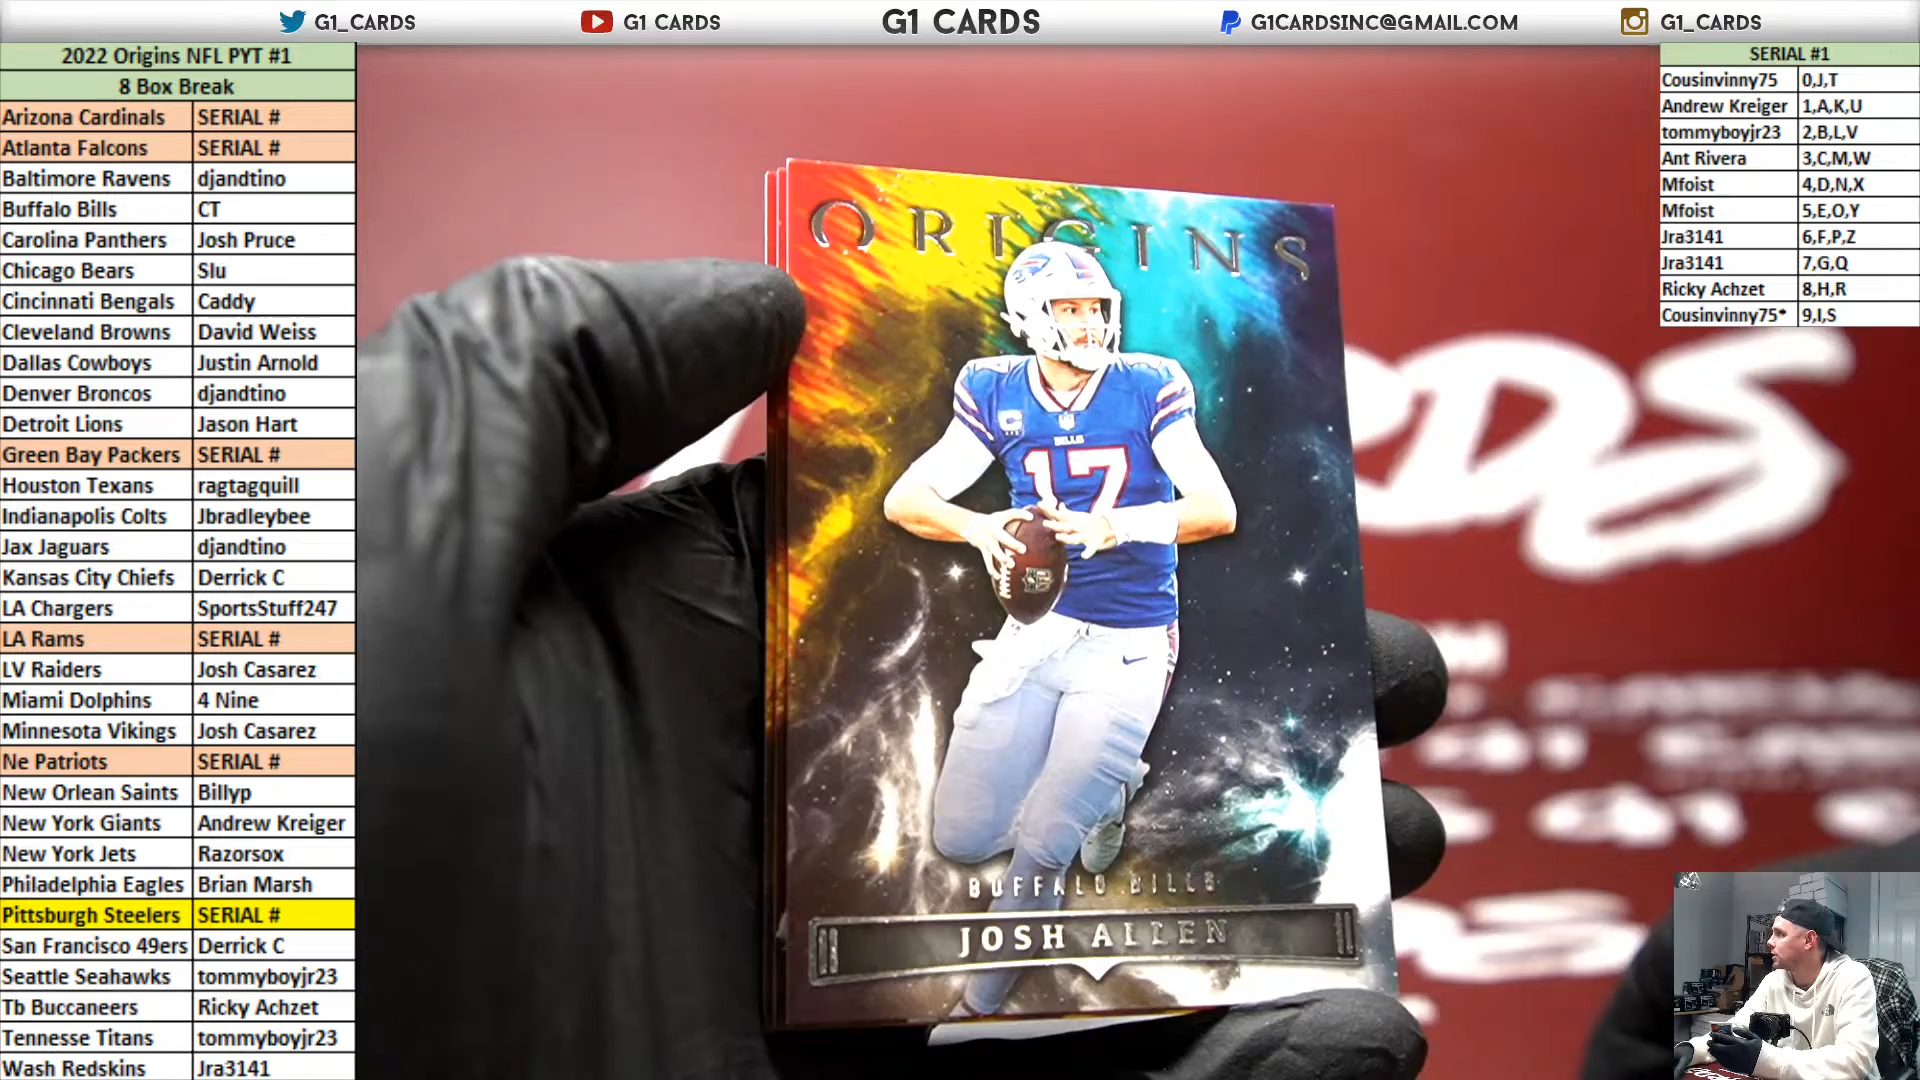 G1_CARDS
G1 CARDS
G1 CARDS
G1CARDSINC@GMAIL.COM
G1_CARDS
2022 Origins NFL PYT #1
8 Box Break
Arizona Cardinals SERIAL #
Atlanta Falcons SERIAL #
Baltimore Ravens djandtino
Buffalo Bills CT
Carolina Panthers Josh Pruce
Chicago Bears Slu
Cincinnati Bengals Caddy
Cleveland Browns David Weiss
Dallas Cowboys Justin Arnold
Denver Broncos djandtino
Detroit Lions Jason Hart
Green Bay Packers SERIAL #
Houston Texans ragtagquill
Indianapolis Colts Jbradleybee
Jax Jaguars djandtino
Kansas City Chiefs Derrick C
LA Chargers SportsStuff247
LA Rams SERIAL #
LV Raiders Josh Casarez
Miami Dolphins 4 Nine
Minnesota Vikings Josh Casarez
Ne Patriots SERIAL #
New Orlean Saints Billyp
New York Giants Andrew Kreiger
New York Jets Razorsox
Philadelphia Eagles Brian Marsh
Pittsburgh Steelers SERIAL #
San Francisco 49ers Derrick C
Seattle Seahawks tommyboyjr23
Tb Buccaneers Ricky Achzet
Tennesse Titans tommyboyjr23
Wash Redskins Jra3141
SERIAL #1
Cousinvinny75 0,J,T
Andrew Kreiger 1,A,K,U
tommyboyjr23 2,B,L,V
Ant Rivera 3,C,M,W
Mfoist 4,D,N,X
Mfoist 5,E,O,Y
Jra3141 6,F,P,Z
Jra3141 7,G,Q
Ricky Achzet 8,H,R
Cousinvinny75* 9,I,S
ORIGINS
C
BILLS
17
BUFFALO BILLS
JOSH ALLEN
RDS